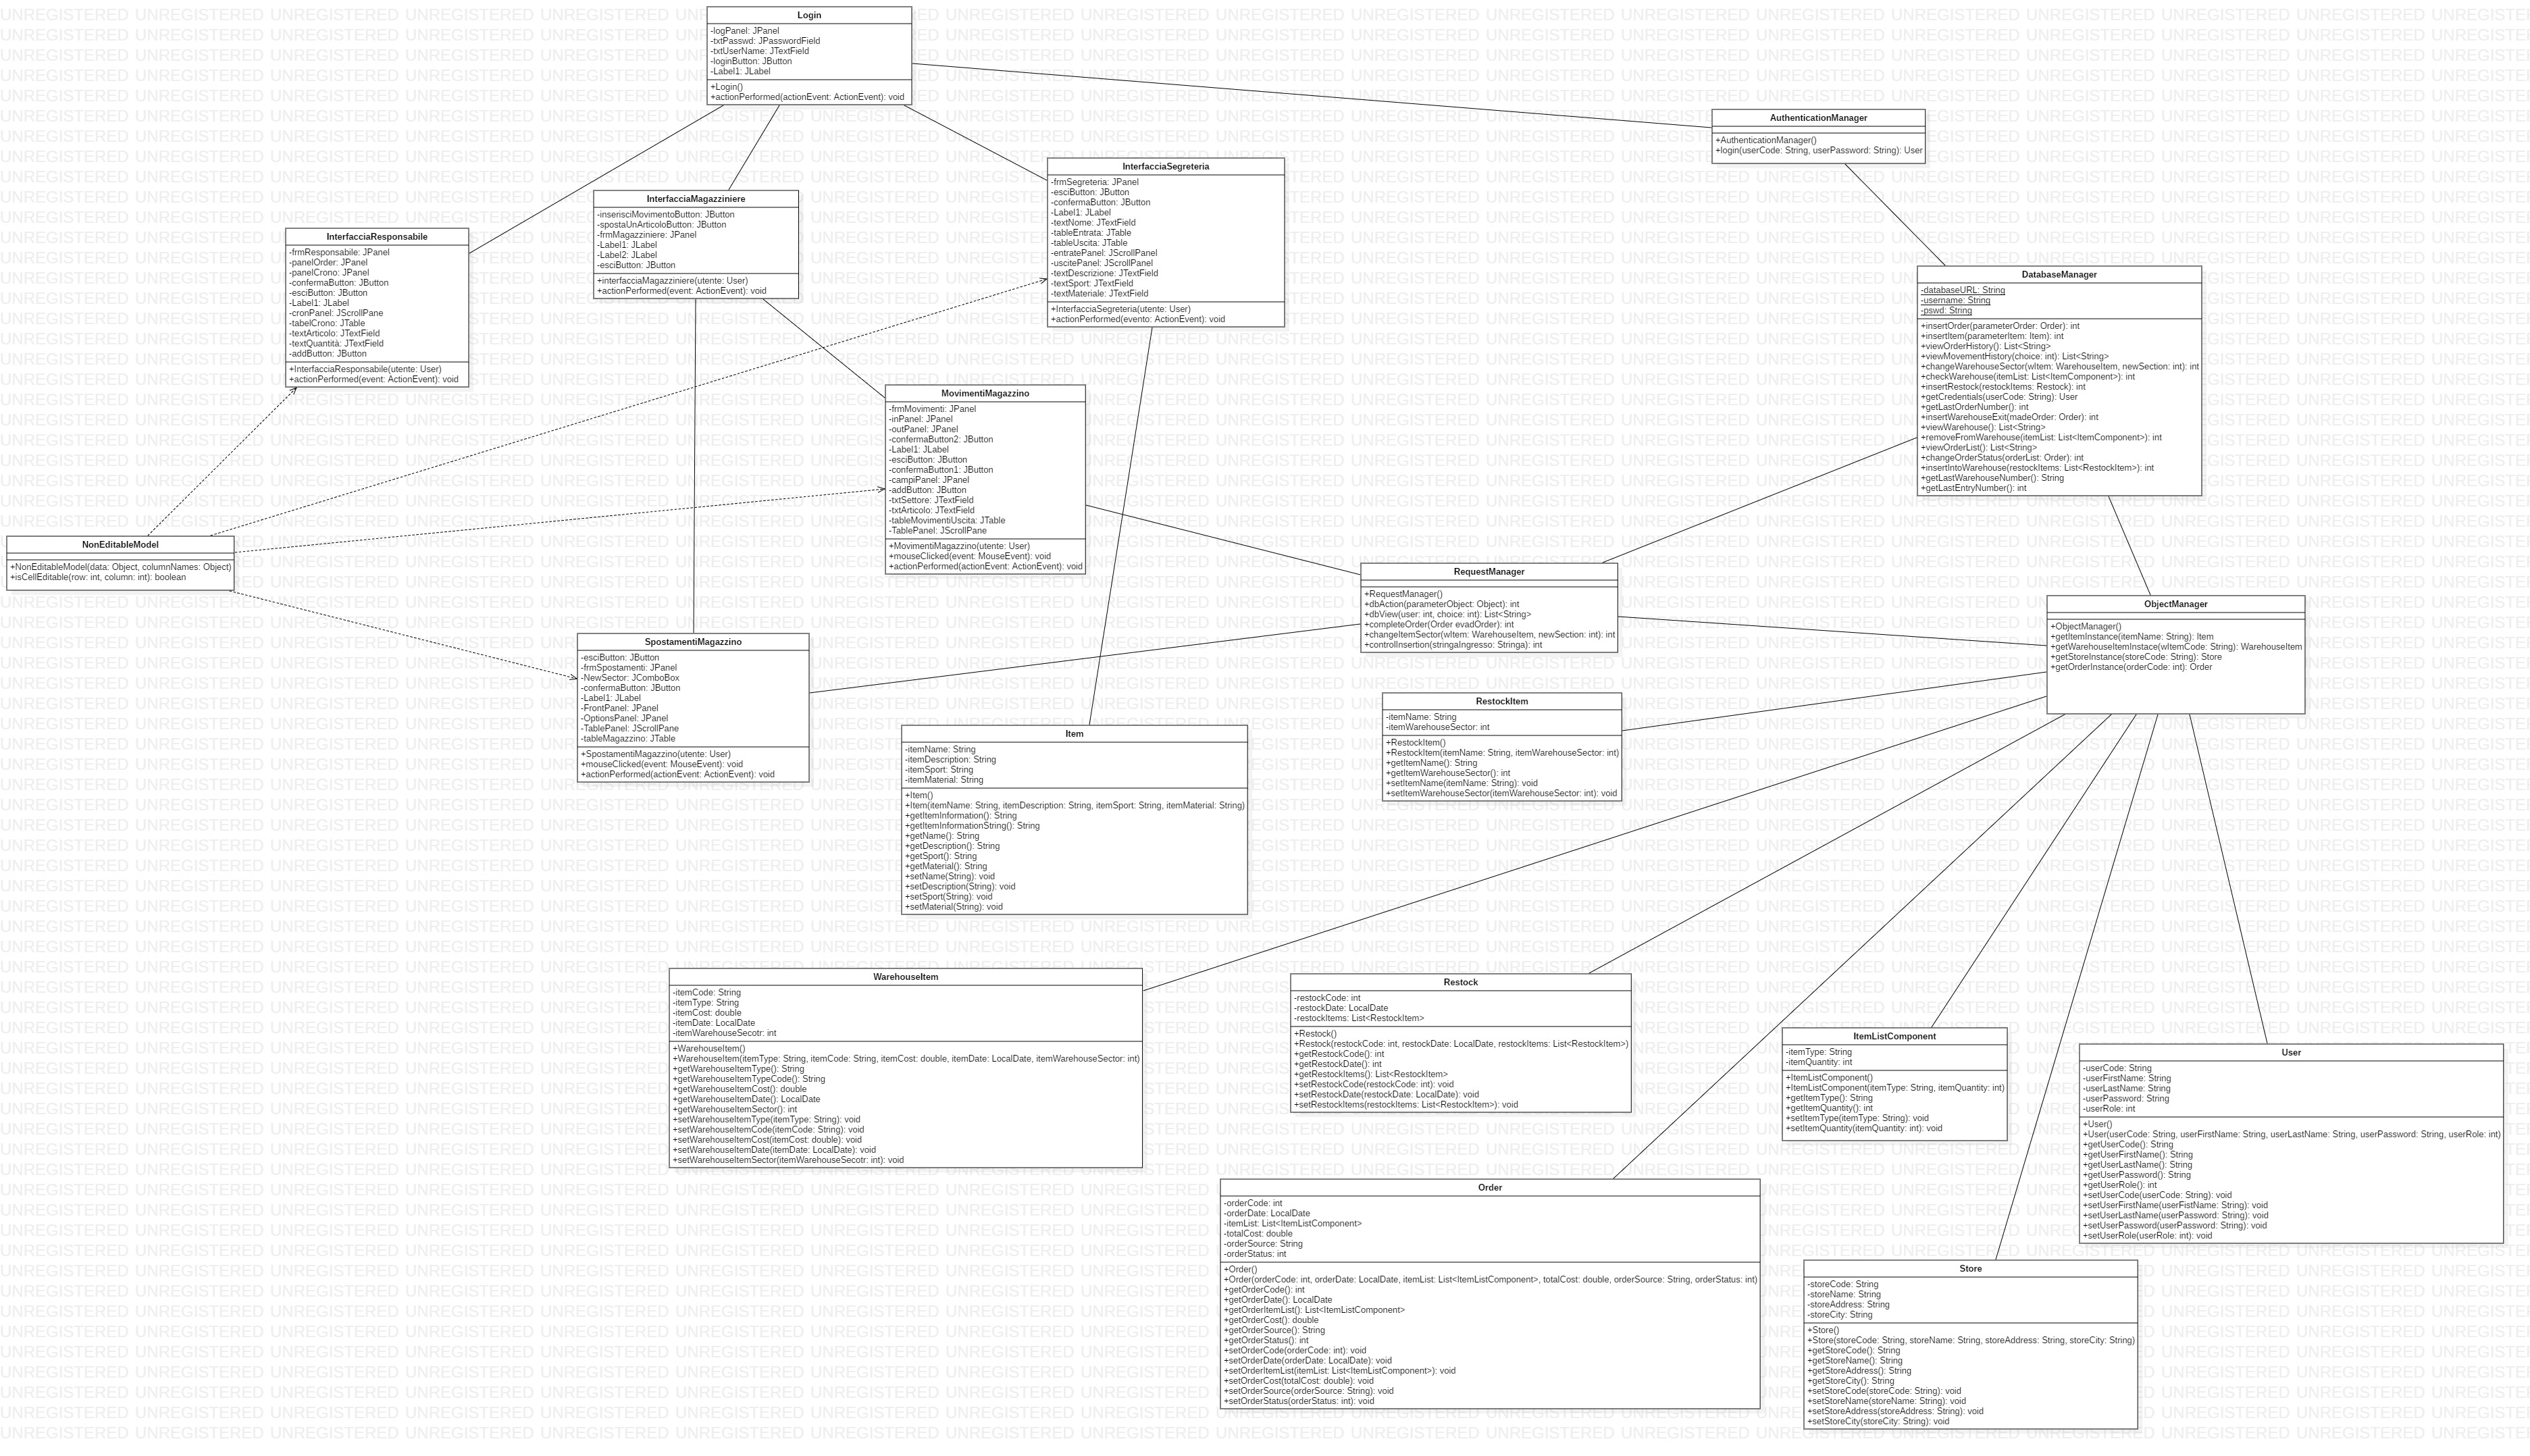 Login
-logPanel: JPanel
-txtPasswd: JPasswordField
-txtUserName: JTextField
-loginButton: JButton
-Label1: JLabel
+Login()
+actionPerformed(actionEvent: ActionEvent): void
AuthenticationManager
+AuthenticationManager()
+login(userCode: String, userPassword: String): User
InterfacciaSegreteria
-frmSegreteria: JPanel
-esciButton: JButton
-confermaButton: JButton
-Label1: JLabel
-textNome: JTextField
-tableEntrata: JTable
-tableUscita: JTable
-entratePanel: JScrollPanel
-uscitePanel: JScrollPanel
-textDescrizione: JTextField
-textSport: JTextField
-textMateriale: JTextField
+InterfacciaSegreteria(utente: User)
+actionPerformed(evento: ActionEvent): void
InterfacciaMagazziniere
-inserisciMovimentoButton: JButton
-spostaUnArticoloButton: JButton
-frmMagazziniere: JPanel
-Label1: JLabel
-Label2: JLabel
-esciButton: JButton
+interfacciaMagazziniere(utente: User)
+actionPerformed(event: ActionEvent): void
InterfacciaResponsabile
-frmResponsabile: JPanel
-panelOrder: JPanel
-panelCrono: JPanel
-confermaButton: JButton
-esciButton: JButton
-Label1: JLabel
-cronPanel: JScrollPane
-tabelCrono: JTable
-textArticolo: JTextField
-textQuantità: JTextField
-addButton: JButton
+InterfacciaResponsabile(utente: User)
+actionPerformed(event: ActionEvent): void
DatabaseManager
-databaseURL: String
-username: String
-pswd: String
+insertOrder(parameterOrder: Order): int
+insertItem(parameterItem: Item): int
+viewOrderHistory(): List<String>
+viewMovementHistory(choice: int): List<String>
+changeWarehouseSector(wItem: WarehouseItem, newSection: int): int
+checkWarehouse(itemList: List<ItemComponent>): int
+insertRestock(restockItems: Restock): int
+getCredentials(userCode: String): User
+getLastOrderNumber(): int
+insertWarehouseExit(madeOrder: Order): int
+viewWarehouse(): List<String>
+removeFromWarehouse(itemList: List<ItemComponent>): int
+viewOrderList(): List<String>
+changeOrderStatus(orderList: Order): int
+insertIntoWarehouse(restockItems: List<RestockItem>): int
+getLastWarehouseNumber(): String
+getLastEntryNumber(): int
MovimentiMagazzino
-frmMovimenti: JPanel
-inPanel: JPanel
-outPanel: JPanel
-confermaButton2: JButton
-Label1: JLabel
-esciButton: JButton
-confermaButton1: JButton
-campiPanel: JPanel
-addButton: JButton
-txtSettore: JTextField
-txtArticolo: JTextField
-tableMovimentiUscita: JTable
-TablePanel: JScrollPane
+MovimentiMagazzino(utente: User)
+mouseClicked(event: MouseEvent): void
+actionPerformed(actionEvent: ActionEvent): void
NonEditableModel
+NonEditableModel(data: Object, columnNames: Object)
+isCellEditable(row: int, column: int): boolean
RequestManager
+RequestManager()
+dbAction(parameterObject: Object): int
+dbView(user: int, choice: int): List<String>
+completeOrder(Order evadOrder): int
+changeItemSector(wItem: WarehouseItem, newSection: int): int
+controlInsertion(stringaIngresso: Stringa): int
ObjectManager
+ObjectManager()
+getItemInstance(itemName: String): Item
+getWarehouseItemInstace(wItemCode: String): WarehouseItem
+getStoreInstance(storeCode: String): Store
+getOrderInstance(orderCode: int): Order
SpostamentiMagazzino
-esciButton: JButton
-frmSpostamenti: JPanel
-NewSector: JComboBox
-confermaButton: JButton
-Label1: JLabel
-FrontPanel: JPanel
-OptionsPanel: JPanel
-TablePanel: JScrollPane
-tableMagazzino: JTable
+SpostamentiMagazzino(utente: User)
+mouseClicked(event: MouseEvent): void
+actionPerformed(actionEvent: ActionEvent): void
RestockItem
-itemName: String
-itemWarehouseSector: int
+RestockItem()
+RestockItem(itemName: String, itemWarehouseSector: int)
+getItemName(): String
+getItemWarehouseSector(): int
+setItemName(itemName: String): void
+setItemWarehouseSector(itemWarehouseSector: int): void
Item
-itemName: String
-itemDescription: String
-itemSport: String
-itemMaterial: String
+Item()
+Item(itemName: String, itemDescription: String, itemSport: String, itemMaterial: String)
+getItemInformation(): String
+getItemInformationString(): String
+getName(): String
+getDescription(): String
+getSport(): String
+getMaterial(): String
+setName(String): void
+setDescription(String): void
+setSport(String): void
+setMaterial(String): void
WarehouseItem
-itemCode: String
-itemType: String
-itemCost: double
-itemDate: LocalDate
-itemWarehouseSecotr: int
+WarehouseItem()
+WarehouseItem(itemType: String, itemCode: String, itemCost: double, itemDate: LocalDate, itemWarehouseSector: int)
+getWarehouseItemType(): String
+getWarehouseItemTypeCode(): String
+getWarehouseItemCost(): double
+getWarehouseItemDate(): LocalDate
+getWarehouseItemSector(): int
+setWarehouseItemType(itemType: String): void
+setWarehouseItemCode(itemCode: String): void
+setWarehouseItemCost(itemCost: double): void
+setWarehouseItemDate(itemDate: LocalDate): void
+setWarehouseItemSector(itemWarehouseSecotr: int): void
Restock
-restockCode: int
-restockDate: LocalDate
-restockItems: List<RestockItem>
+Restock()
+Restock(restockCode: int, restockDate: LocalDate, restockItems: List<RestockItem>)
+getRestockCode(): int
+getRestockDate(): int
+getRestockItems(): List<RestockItem>
+setRestockCode(restockCode: int): void
+setRestockDate(restockDate: LocalDate): void
+setRestockItems(restockItems: List<RestockItem>): void
ItemListComponent
-itemType: String
-itemQuantity: int
+ItemListComponent()
+ItemListComponent(itemType: String, itemQuantity: int)
+getItemType(): String
+getItemQuantity(): int
+setItemType(itemType: String): void
+setItemQuantity(itemQuantity: int): void
User
-userCode: String
-userFirstName: String
-userLastName: String
-userPassword: String
-userRole: int
+User()
+User(userCode: String, userFirstName: String, userLastName: String, userPassword: String, userRole: int)
+getUserCode(): String
+getUserFirstName(): String
+getUserLastName(): String
+getUserPassword(): String
+getUserRole(): int
+setUserCode(userCode: String): void
+setUserFirstName(userFistName: String): void
+setUserLastName(userPassword: String): void
+setUserPassword(userPassword: String): void
+setUserRole(userRole: int): void
Order
-orderCode: int
-orderDate: LocalDate
-itemList: List<ItemListComponent>
-totalCost: double
-orderSource: String
-orderStatus: int
+Order()
+Order(orderCode: int, orderDate: LocalDate, itemList: List<ItemListComponent>, totalCost: double, orderSource: String, orderStatus: int)
+getOrderCode(): int
+getOrderDate(): LocalDate
+getOrderItemList(): List<ItemListComponent>
+getOrderCost(): double
+getOrderSource(): String
+getOrderStatus(): int
+setOrderCode(orderCode: int): void
+setOrderDate(orderDate: LocalDate): void
+setOrderItemList(itemList: List<ItemListComponent>): void
+setOrderCost(totalCost: double): void
+setOrderSource(orderSource: String): void
+setOrderStatus(orderStatus: int): void
Store
-storeCode: String
-storeName: String
-storeAddress: String
-storeCity: String
+Store()
+Store(storeCode: String, storeName: String, storeAddress: String, storeCity: String)
+getStoreCode(): String
+getStoreName(): String
+getStoreAddress(): String
+getStoreCity(): String
+setStoreCode(storeCode: String): void
+setStoreName(storeName: String): void
+setStoreAddress(storeAddress: String): void
+setStoreCity(storeCity: String): void
UNREGISTERED